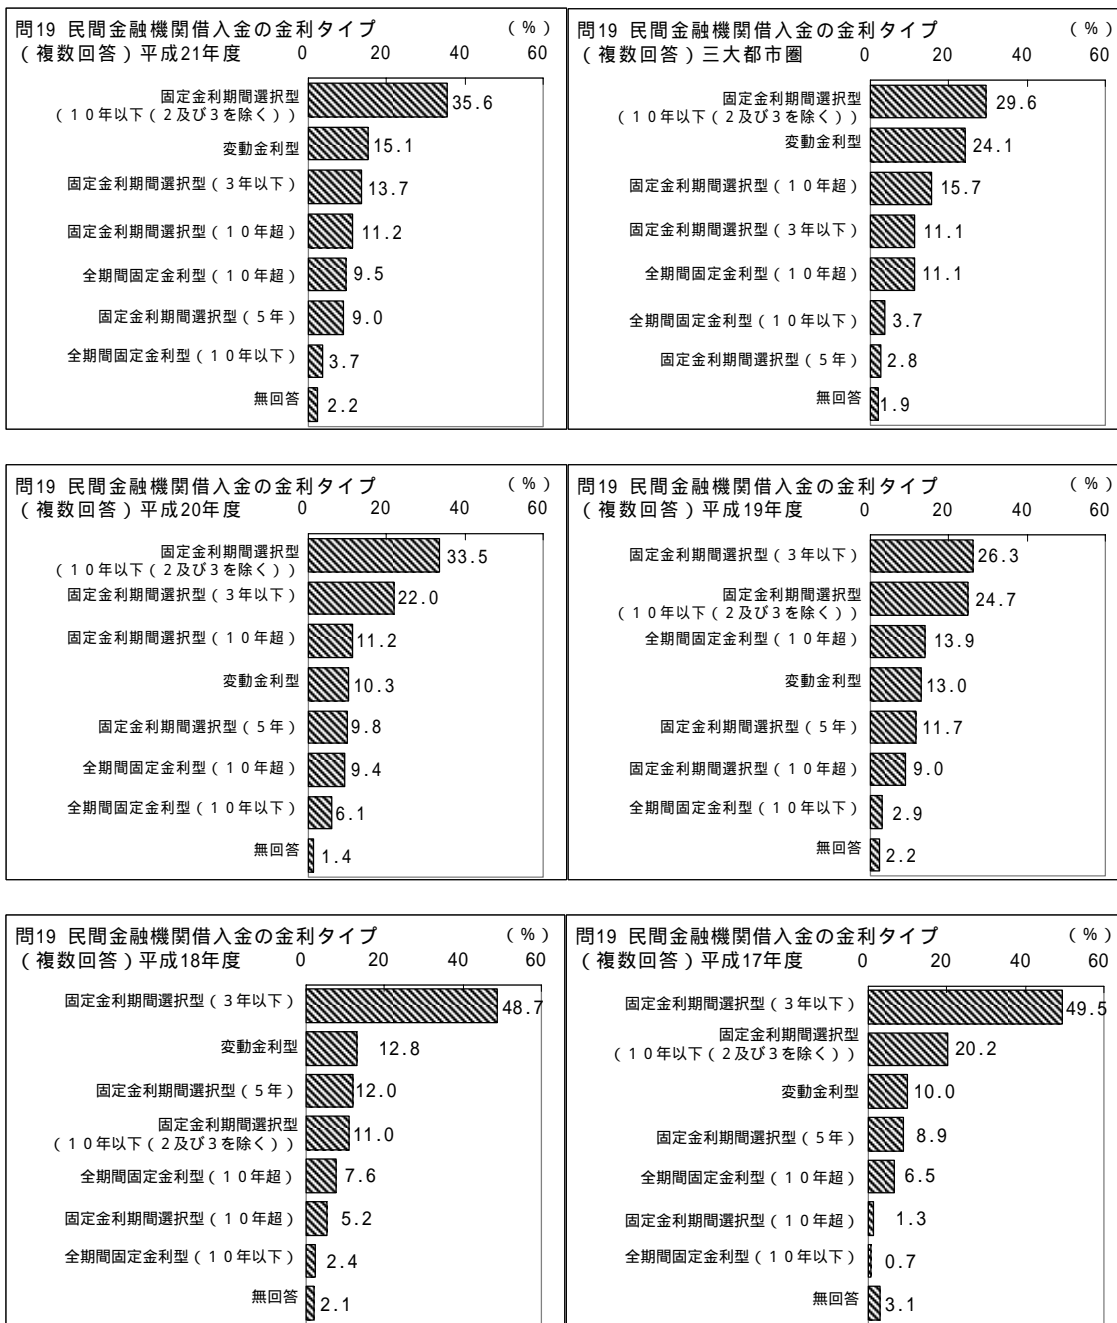 問19 民間金融機関借入金の金利タイプ (%)
(複数回答)平成21年度 0 20 40 60
固定金利期間選択型
(10年以下(2及び3を除く)) 35.6
変動金利型 15.1
固定金利期間選択型(3年以下) 13.7
固定金利期間選択型(10年超) 11.2
全期間固定金利型(10年超) 9.5
固定金利期間選択型(5年) 9.0
全期間固定金利型(10年以下) 3.7
無回答 2.2
問19 民間金融機関借入金の金利タイプ (%)
(複数回答)三大都市圏 0 20 40 60
固定金利期間選択型
(10年以下(2及び3を除く)) 29.6
変動金利型 24.1
固定金利期間選択型(10年超) 15.7
固定金利期間選択型(3年以下) 11.1
全期間固定金利型(10年超) 11.1
全期間固定金利型(10年以下) 3.7
固定金利期間選択型(5年) 2.8
無回答 1.9
問19 民間金融機関借入金の金利タイプ (%)
(複数回答)平成20年度 0 20 40 60
固定金利期間選択型
(10年以下(2及び3を除く)) 33.5
固定金利期間選択型(3年以下) 22.0
固定金利期間選択型(10年超) 11.2
変動金利型 10.3
固定金利期間選択型(5年) 9.8
全期間固定金利型(10年超) 9.4
全期間固定金利型(10年以下) 6.1
無回答 1.4
問19 民間金融機関借入金の金利タイプ (%)
(複数回答)平成19年度 0 20 40 60
固定金利期間選択型(3年以下) 26.3
固定金利期間選択型
(10年以下(2及び3を除く)) 24.7
全期間固定金利型(10年超) 13.9
変動金利型 13.0
固定金利期間選択型(5年) 11.7
固定金利期間選択型(10年超) 9.0
全期間固定金利型(10年以下) 2.9
無回答 2.2
問19 民間金融機関借入金の金利タイプ (%)
(複数回答)平成18年度 0 20 40 60
固定金利期間選択型(3年以下) 48.7
変動金利型 12.8
固定金利期間選択型(5年) 12.0
固定金利期間選択型
(10年以下(2及び3を除く)) 11.0
全期間固定金利型(10年超) 7.6
固定金利期間選択型(10年超) 5.2
全期間固定金利型(10年以下) 2.4
無回答 2.1
問19 民間金融機関借入金の金利タイプ (%)
(複数回答)平成17年度 0 20 40 60
固定金利期間選択型(3年以下) 49.5
固定金利期間選択型
(10年以下(2及び3を除く)) 20.2
変動金利型 10.0
固定金利期間選択型(5年) 8.9
全期間固定金利型(10年超) 6.5
固定金利期間選択型(10年超) 1.3
全期間固定金利型(10年以下) 0.7
無回答 3.1